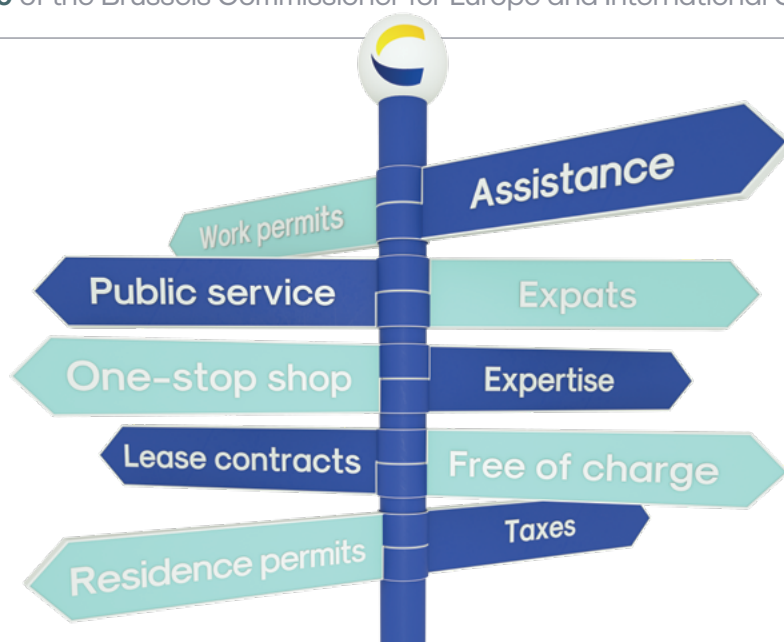 of the Brussels Commissioner for Europe and International
Assistance
Work permits
Public service
Expats
One-stop shop
Expertise
Lease contracts
Free of charge
Taxes
Residence permits